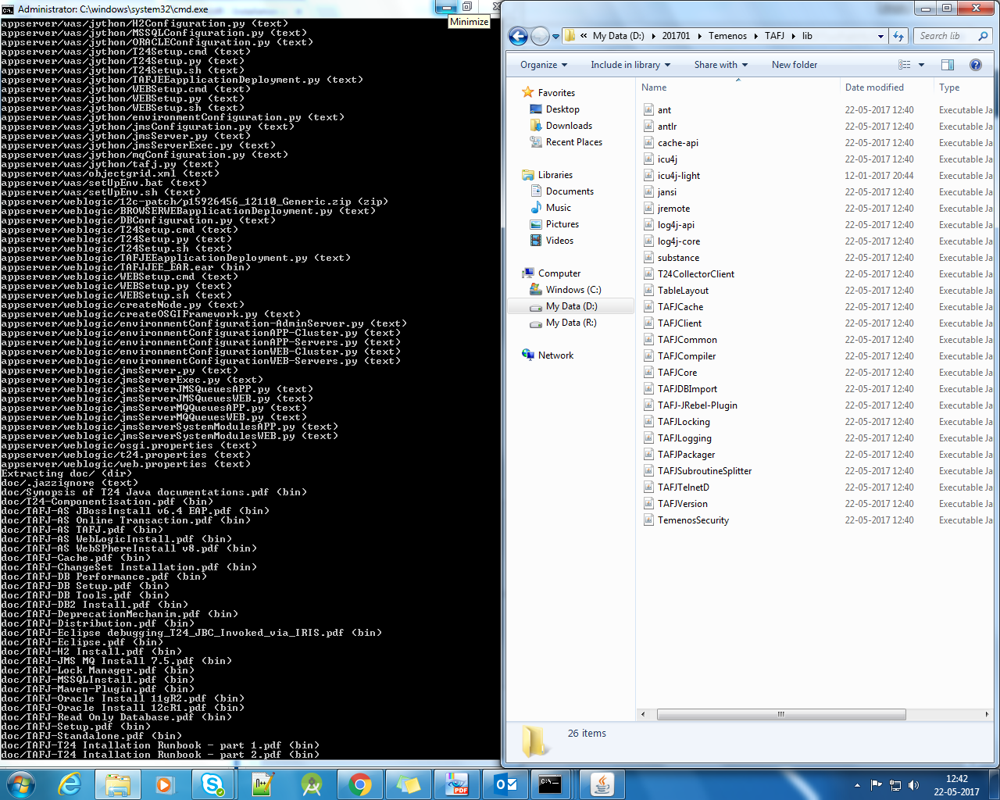 Administrator: C:\windows\system32\cmd.exe
Minimize
appserver/was/jython/H2Configuration.py (text)
appserver/was/jython/MSSQLConfiguration.py (text)
appserver/was/jython/ORACLEConfiguration.py (text)
appserver/was/jython/T24Setup.cmd (text)
appserver/was/jython/T24Setup.py (text)
appserver/was/jython/T24Setup.sh (text)
appserver/was/jython/TAFJEEapplicationDeployment.py (text)
appserver/was/jython/WEBSetup.cmd (text)
appserver/was/jython/WEBSetup.py (text)
appserver/was/jython/WEBSetup.sh (text)
appserver/was/jython/environmentConfiguration.py (text)
appserver/was/jython/jmsConfiguration.py (text)
appserver/was/jython/jmsServer.py (text)
appserver/was/jython/jmsServerExec.py (text)
appserver/was/jython/mqConfiguration.py (text)
appserver/was/jython/tafj.py (text)
appserver/was/objectgrid.xml (text)
appserver/was/setUpEnv.bat (text)
appserver/was/setUpEnv.sh (text)
appserver/weblogic/12c-patch/p15926456_12110_Generic.zip (zip)
appserver/weblogic/BROWSERWEBapplicationDeployment.py (text)
appserver/weblogic/DBConfiguration.py (text)
appserver/weblogic/T24Setup.cmd (text)
appserver/weblogic/T24Setup.py (text)
appserver/weblogic/T24Setup.sh (text)
appserver/weblogic/TAFJEEapplicationDeployment.py (text)
appserver/weblogic/TAFJJEE_EAR.ear (bin)
appserver/weblogic/WEBSetup.cmd (text)
appserver/weblogic/WEBSetup.py (text)
appserver/weblogic/WEBSetup.sh (text)
appserver/weblogic/createNode.py (text)
appserver/weblogic/createOSGIFramework.py (text)
appserver/weblogic/environmentConfiguration-AdminServer.py (text)
appserver/weblogic/environmentConfigurationAPP-Cluster.py (text)
appserver/weblogic/environmentConfigurationAPP-Servers.py (text)
appserver/weblogic/environmentConfigurationWEB-Cluster.py (text)
appserver/weblogic/environmentConfigurationWEB-Servers.py (text)
appserver/weblogic/jmsServer.py (text)
appserver/weblogic/jmsServerExec.py (text)
appserver/weblogic/jmsServerJMSQueuesAPP.py (text)
appserver/weblogic/jmsServerJMSQueuesWEB.py (text)
appserver/weblogic/jmsServerMQQueuesAPP.py (text)
appserver/weblogic/jmsServerMQQueuesWEB.py (text)
appserver/weblogic/jmsServerSystemModulesAPP.py (text)
appserver/weblogic/jmsServerSystemModulesWEB.py (text)
appserver/weblogic/osgi.properties (text)
appserver/weblogic/t24.properties (text)
appserver/weblogic/web.properties (text)
Extracting doc/ (dir)
doc/.jazzignore (text)
doc/Synopsis of T24 Java documentations.pdf (bin)
doc/T24-Componentisation.pdf (bin)
doc/TAFJ-AS JBossInstall v6.4 EAP.pdf (bin)
doc/TAFJ-AS Online Transaction.pdf (bin)
doc/TAFJ-AS TAFJ.pdf (bin)
doc/TAFJ-AS WebLogicInstall.pdf (bin)
doc/TAFJ-AS WebSPhereInstall v8.pdf (bin)
doc/TAFJ-Cache.pdf (bin)
doc/TAFJ-ChangeSet Installation.pdf (bin)
doc/TAFJ-DB Performance.pdf (bin)
doc/TAFJ-DB Setup.pdf (bin)
doc/TAFJ-DB Tools.pdf (bin)
doc/TAFJ-DB2 Install.pdf (bin)
doc/TAFJ-DeprecationMechanim.pdf (bin)
doc/TAFJ-Distribution.pdf (bin)
doc/TAFJ-Eclipse debugging_T24_JBC_Invoked_via_IRIS.pdf (bin)
doc/TAFJ-Eclipse.pdf (bin)
doc/TAFJ-H2 Install.pdf (bin)
doc/TAFJ-JMS MQ Install 7.5.pdf (bin)
doc/TAFJ-Lock Manager.pdf (bin)
doc/TAFJ-MSSQLInstall.pdf (bin)
doc/TAFJ-Maven-Plugin.pdf (bin)
doc/TAFJ-Oracle Install 11gR2.pdf (bin)
doc/TAFJ-Oracle Install 12cR1.pdf (bin)
doc/TAFJ-Read Only Database.pdf (bin)
doc/TAFJ-Setup.pdf (bin)
doc/TAFJ-Standalone.pdf (bin)
doc/TAFJ-T24 Intallation Runbook - part 1.pdf (bin)
doc/TAFJ-T24 Intallation Runbook - part 2.pdf (bin)
« My Data (D:) 201701 Temenos TAFJ lib
Search lib
Organize Include in library Share with New folder
Favorites
Desktop
Downloads
Recent Places
Libraries
Documents
Music
Pictures
Videos
Computer
Windows (C:)
My Data (D:)
My Data (R:)
Network
Name Date modified Type
ant 22-05-2017 12:40 Executable Ja
antlr 22-05-2017 12:40 Executable Ja
cache-api 22-05-2017 12:40 Executable Ja
icu4j 22-05-2017 12:40 Executable Ja
icu4j-light 12-01-2017 20:44 Executable Ja
jansi 22-05-2017 12:40 Executable Ja
jremote 22-05-2017 12:40 Executable Ja
log4j-api 22-05-2017 12:40 Executable Ja
log4j-core 22-05-2017 12:40 Executable Ja
substance 22-05-2017 12:40 Executable Ja
T24CollectorClient 22-05-2017 12:40 Executable Ja
TableLayout 22-05-2017 12:40 Executable Ja
TAFJCache 22-05-2017 12:40 Executable Ja
TAFJClient 22-05-2017 12:40 Executable Ja
TAFJCommon 22-05-2017 12:40 Executable Ja
TAFJCompiler 22-05-2017 12:40 Executable Ja
TAFJCore 22-05-2017 12:40 Executable Ja
TAFJDBImport 22-05-2017 12:40 Executable Ja
TAFJ-JRebel-Plugin 22-05-2017 12:40 Executable Ja
TAFJLocking 22-05-2017 12:40 Executable Ja
TAFJLogging 22-05-2017 12:40 Executable Ja
TAFJPackager 22-05-2017 12:40 Executable Ja
TAFJSubroutineSplitter 22-05-2017 12:40 Executable Ja
TAFJTelnetD 22-05-2017 12:40 Executable Ja
TAFJVersion 22-05-2017 12:40 Executable Ja
TemenosSecurity 22-05-2017 12:40 Executable Ja
26 items
PDF
12:42
22-05-2017